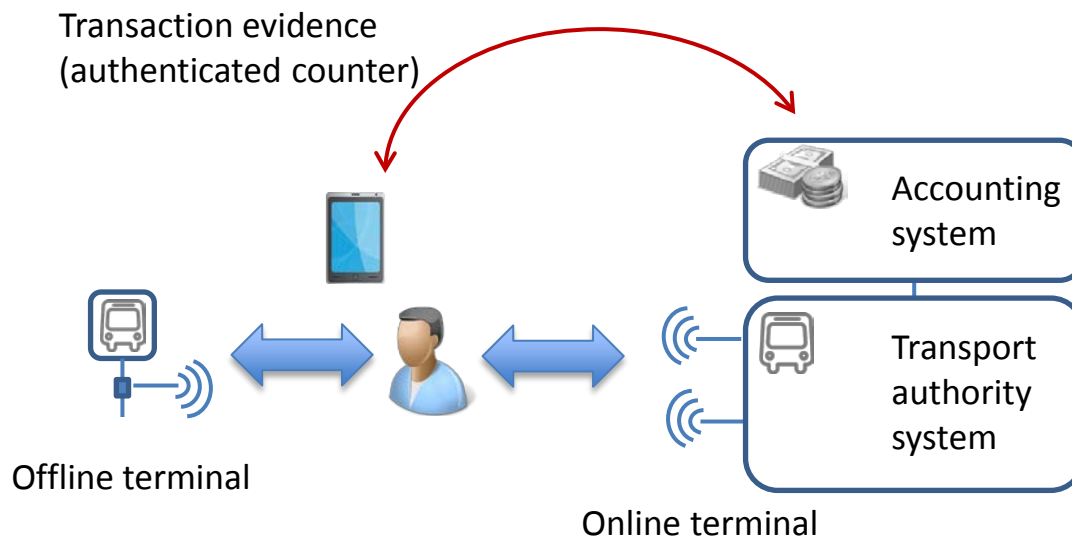 Transaction evidence
(authenticated counter)
Accounting
system
Transport
authority
system
Offline terminal
Online terminal